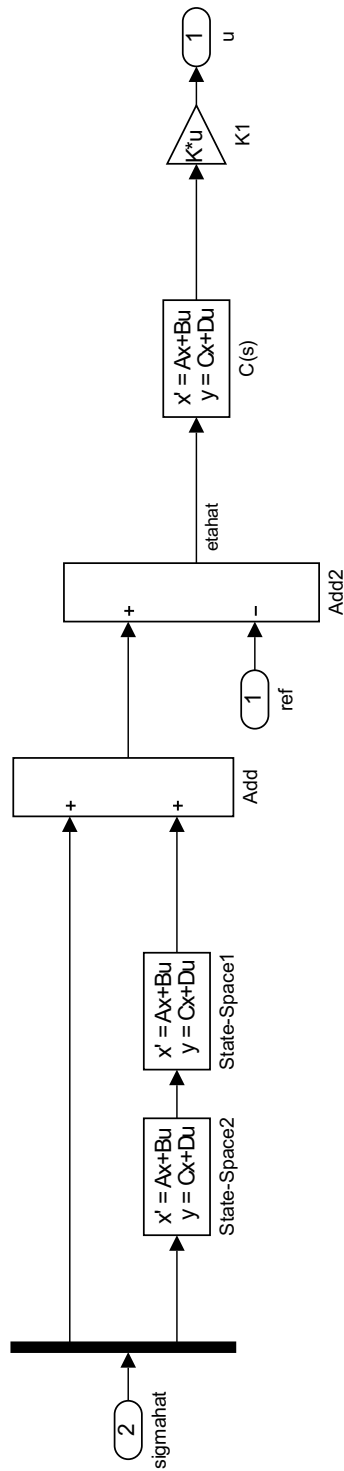 2
sigmahat
x' = Ax+Bu
y = Cx+Du
State-Space2
x' = Ax+Bu
y = Cx+Du
State-Space1
+
+
Add
1
ref
+
−
Add2
etahat
x' = Ax+Bu
y = Cx+Du
C(s)
K*u
K1
1
u